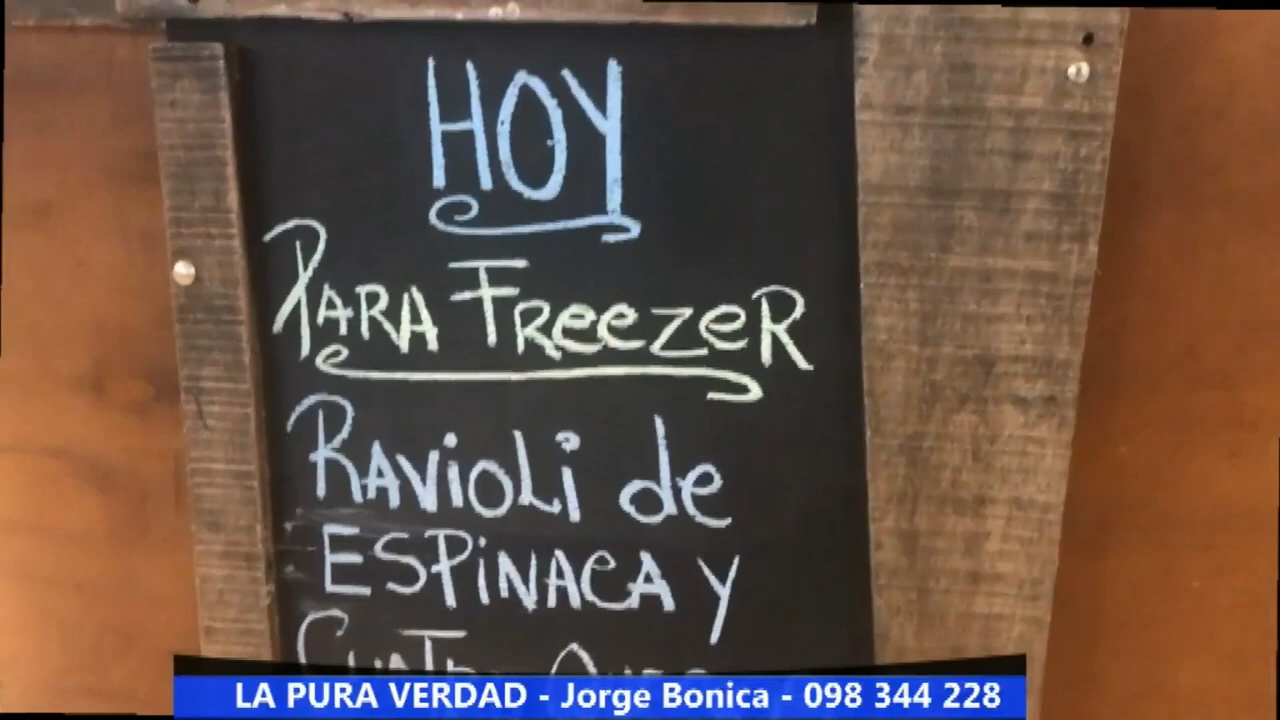 HOY
PARA FREEZER
RAVIOLI de
ESPINACA Y
LA PURA VERDAD - Jorge Bonica - 098 344 228